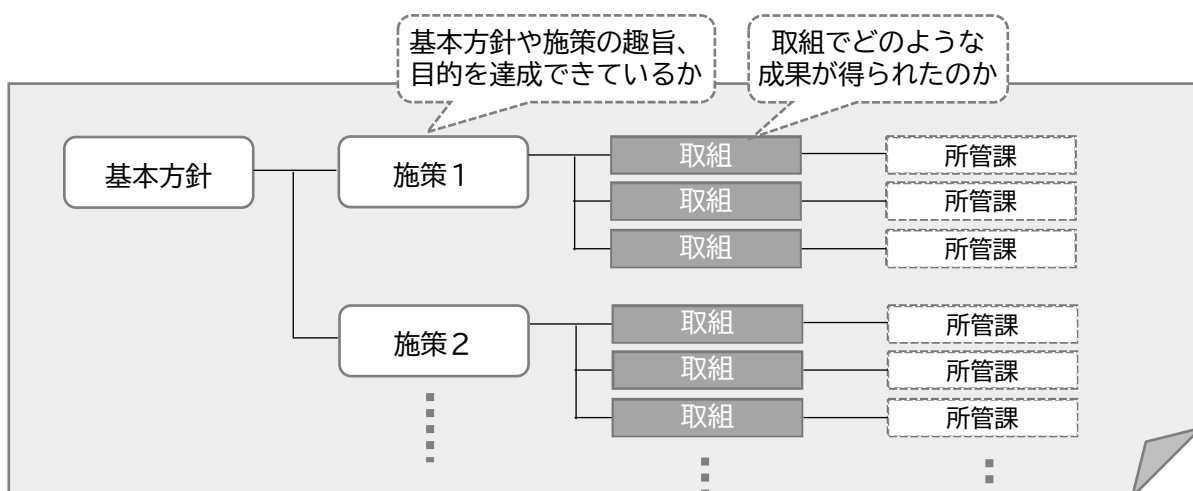 基本方針や施策の趣旨、
目的を達成できているか
取組でどのような
成果が得られたのか
基本方針
施策１
取組
所管課
取組
所管課
取組
所管課
施策２
取組
所管課
取組
所管課
取組
所管課